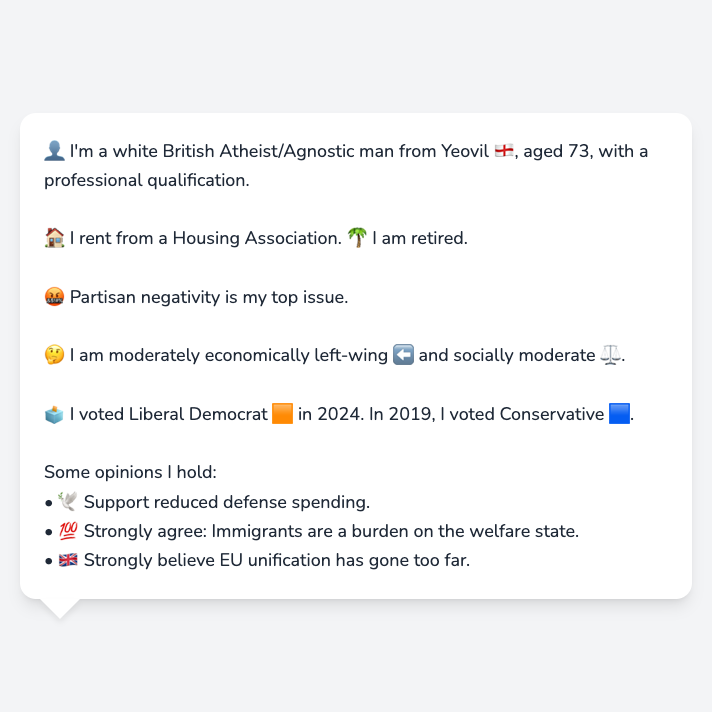 👤 I'm a white British Atheist/Agnostic man from Yeovil 🏴󠁧󠁢󠁥󠁮󠁧󠁿, aged 73, with a
professional qualification.
🏠 I rent from a Housing Association. 🌴 I am retired.
🤬 Partisan negativity is my top issue.
🤔 I am moderately economically left-wing ⬅️ and socially moderate ⚖️.
🗳️ I voted Liberal Democrat 🟧 in 2024. In 2019, I voted Conservative 🟦.
Some opinions I hold:
• 🕊️ Support reduced defense spending.
• 💯 Strongly agree: Immigrants are a burden on the welfare state.
• 🇬🇧 Strongly believe EU unification has gone too far.